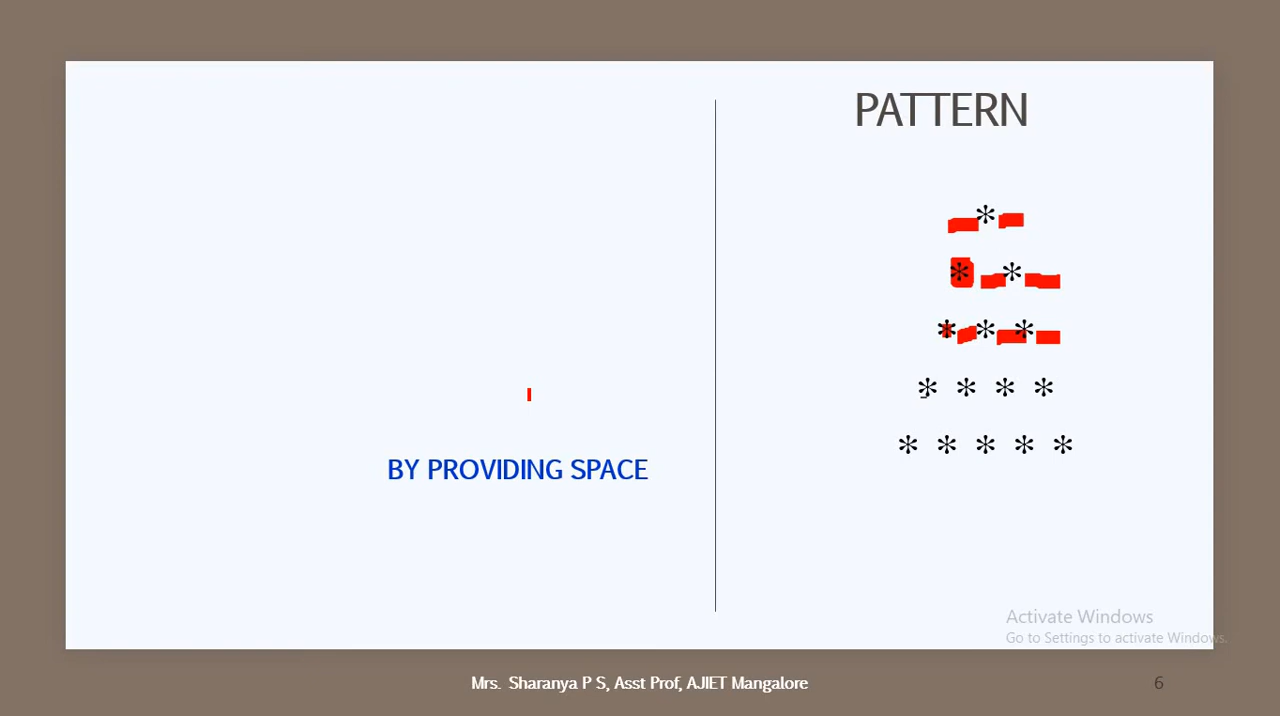 PATTERN
*
* *
* * *
* * * *
* * * * *
BY PROVIDING SPACE
Activate Windows
Go to Settings to activate Windows.
Mrs. Sharanya P S, Asst Prof, AJIET Mangalore
6